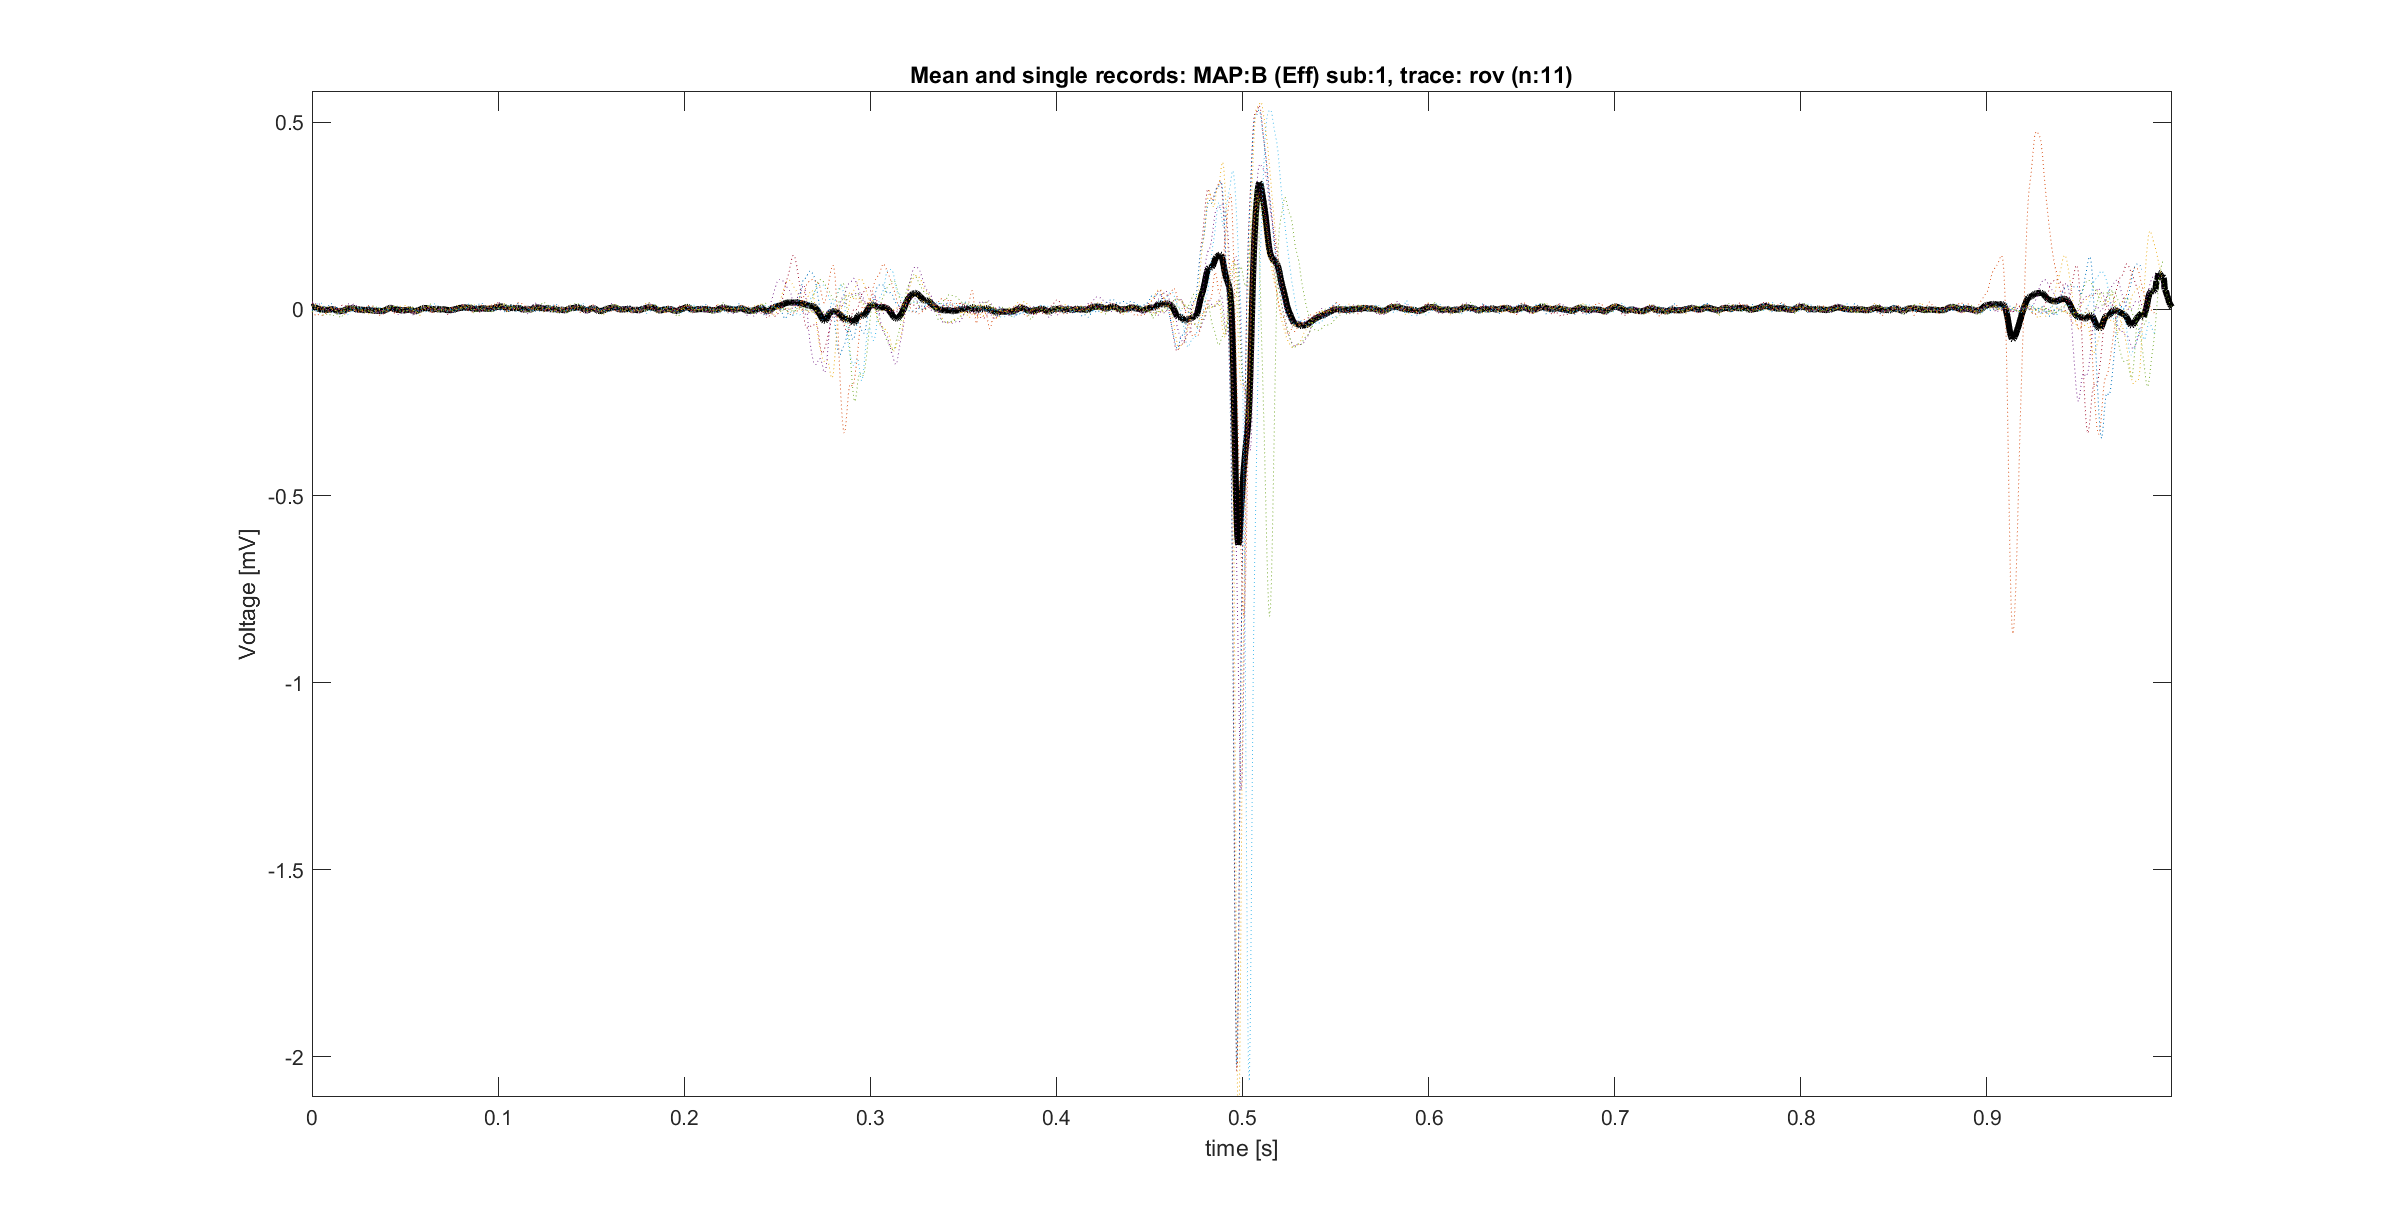 Mean and single records: MAP:B (Eff) sub:1, trace: rov (n:11)
0.5
0
-0.5
-1
-1.5
-2
Voltage [mV]
0 0.1 0.2 0.3 0.4 0.5 0.6 0.7 0.8 0.9
time [s]